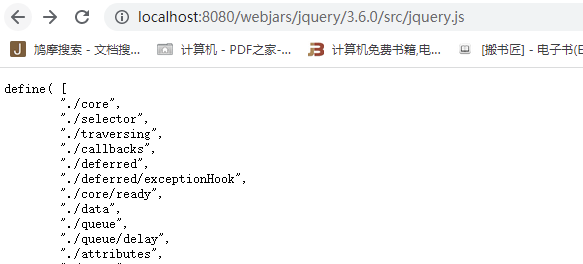 localhost:8080/webjars/jquery/3.6.0/src/jquery.js
J 鸠摩搜索 - 文档搜... 计算机 - PDF之家-... B 计算机免费书籍,电... [搬书匠] - 电子书(E
define( [
"./core",
"./selector",
"./traversing",
"./callbacks",
"./deferred",
"./deferred/exceptionHook",
"./core/ready",
"./data",
"./queue",
"./queue/delay",
"./attributes",